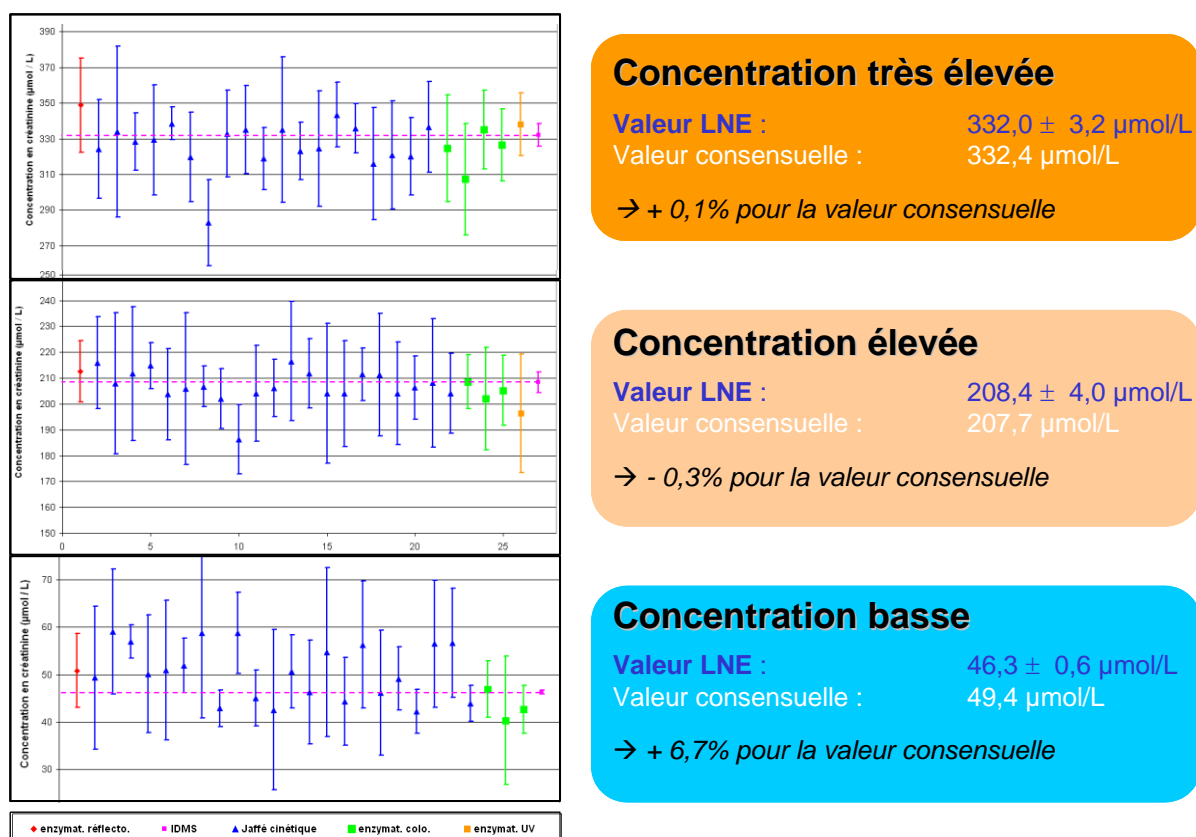 Concentration en créatinine (µmol / L)
390
370
350
330
310
290
270
250
Concentration très élevée
Valeur LNE : 332,0 ± 3,2 µmol/L
Valeur consensuelle : 332,4 µmol/L
→ + 0,1% pour la valeur consensuelle
Concentration en créatinine (µmol / L)
240
230
220
210
200
190
180
170
160
150
0 5 10 15 20 25
Concentration élevée
Valeur LNE : 208,4 ± 4,0 µmol/L
Valeur consensuelle : 207,7 µmol/L
→ - 0,3% pour la valeur consensuelle
Concentration en créatinine (µmol / L)
70
60
50
40
30
Concentration basse
Valeur LNE : 46,3 ± 0,6 µmol/L
Valeur consensuelle : 49,4 µmol/L
→ + 6,7% pour la valeur consensuelle
enzymat. réflecto. IDMS Jaffé cinétique enzymat. colo. enzymat. UV